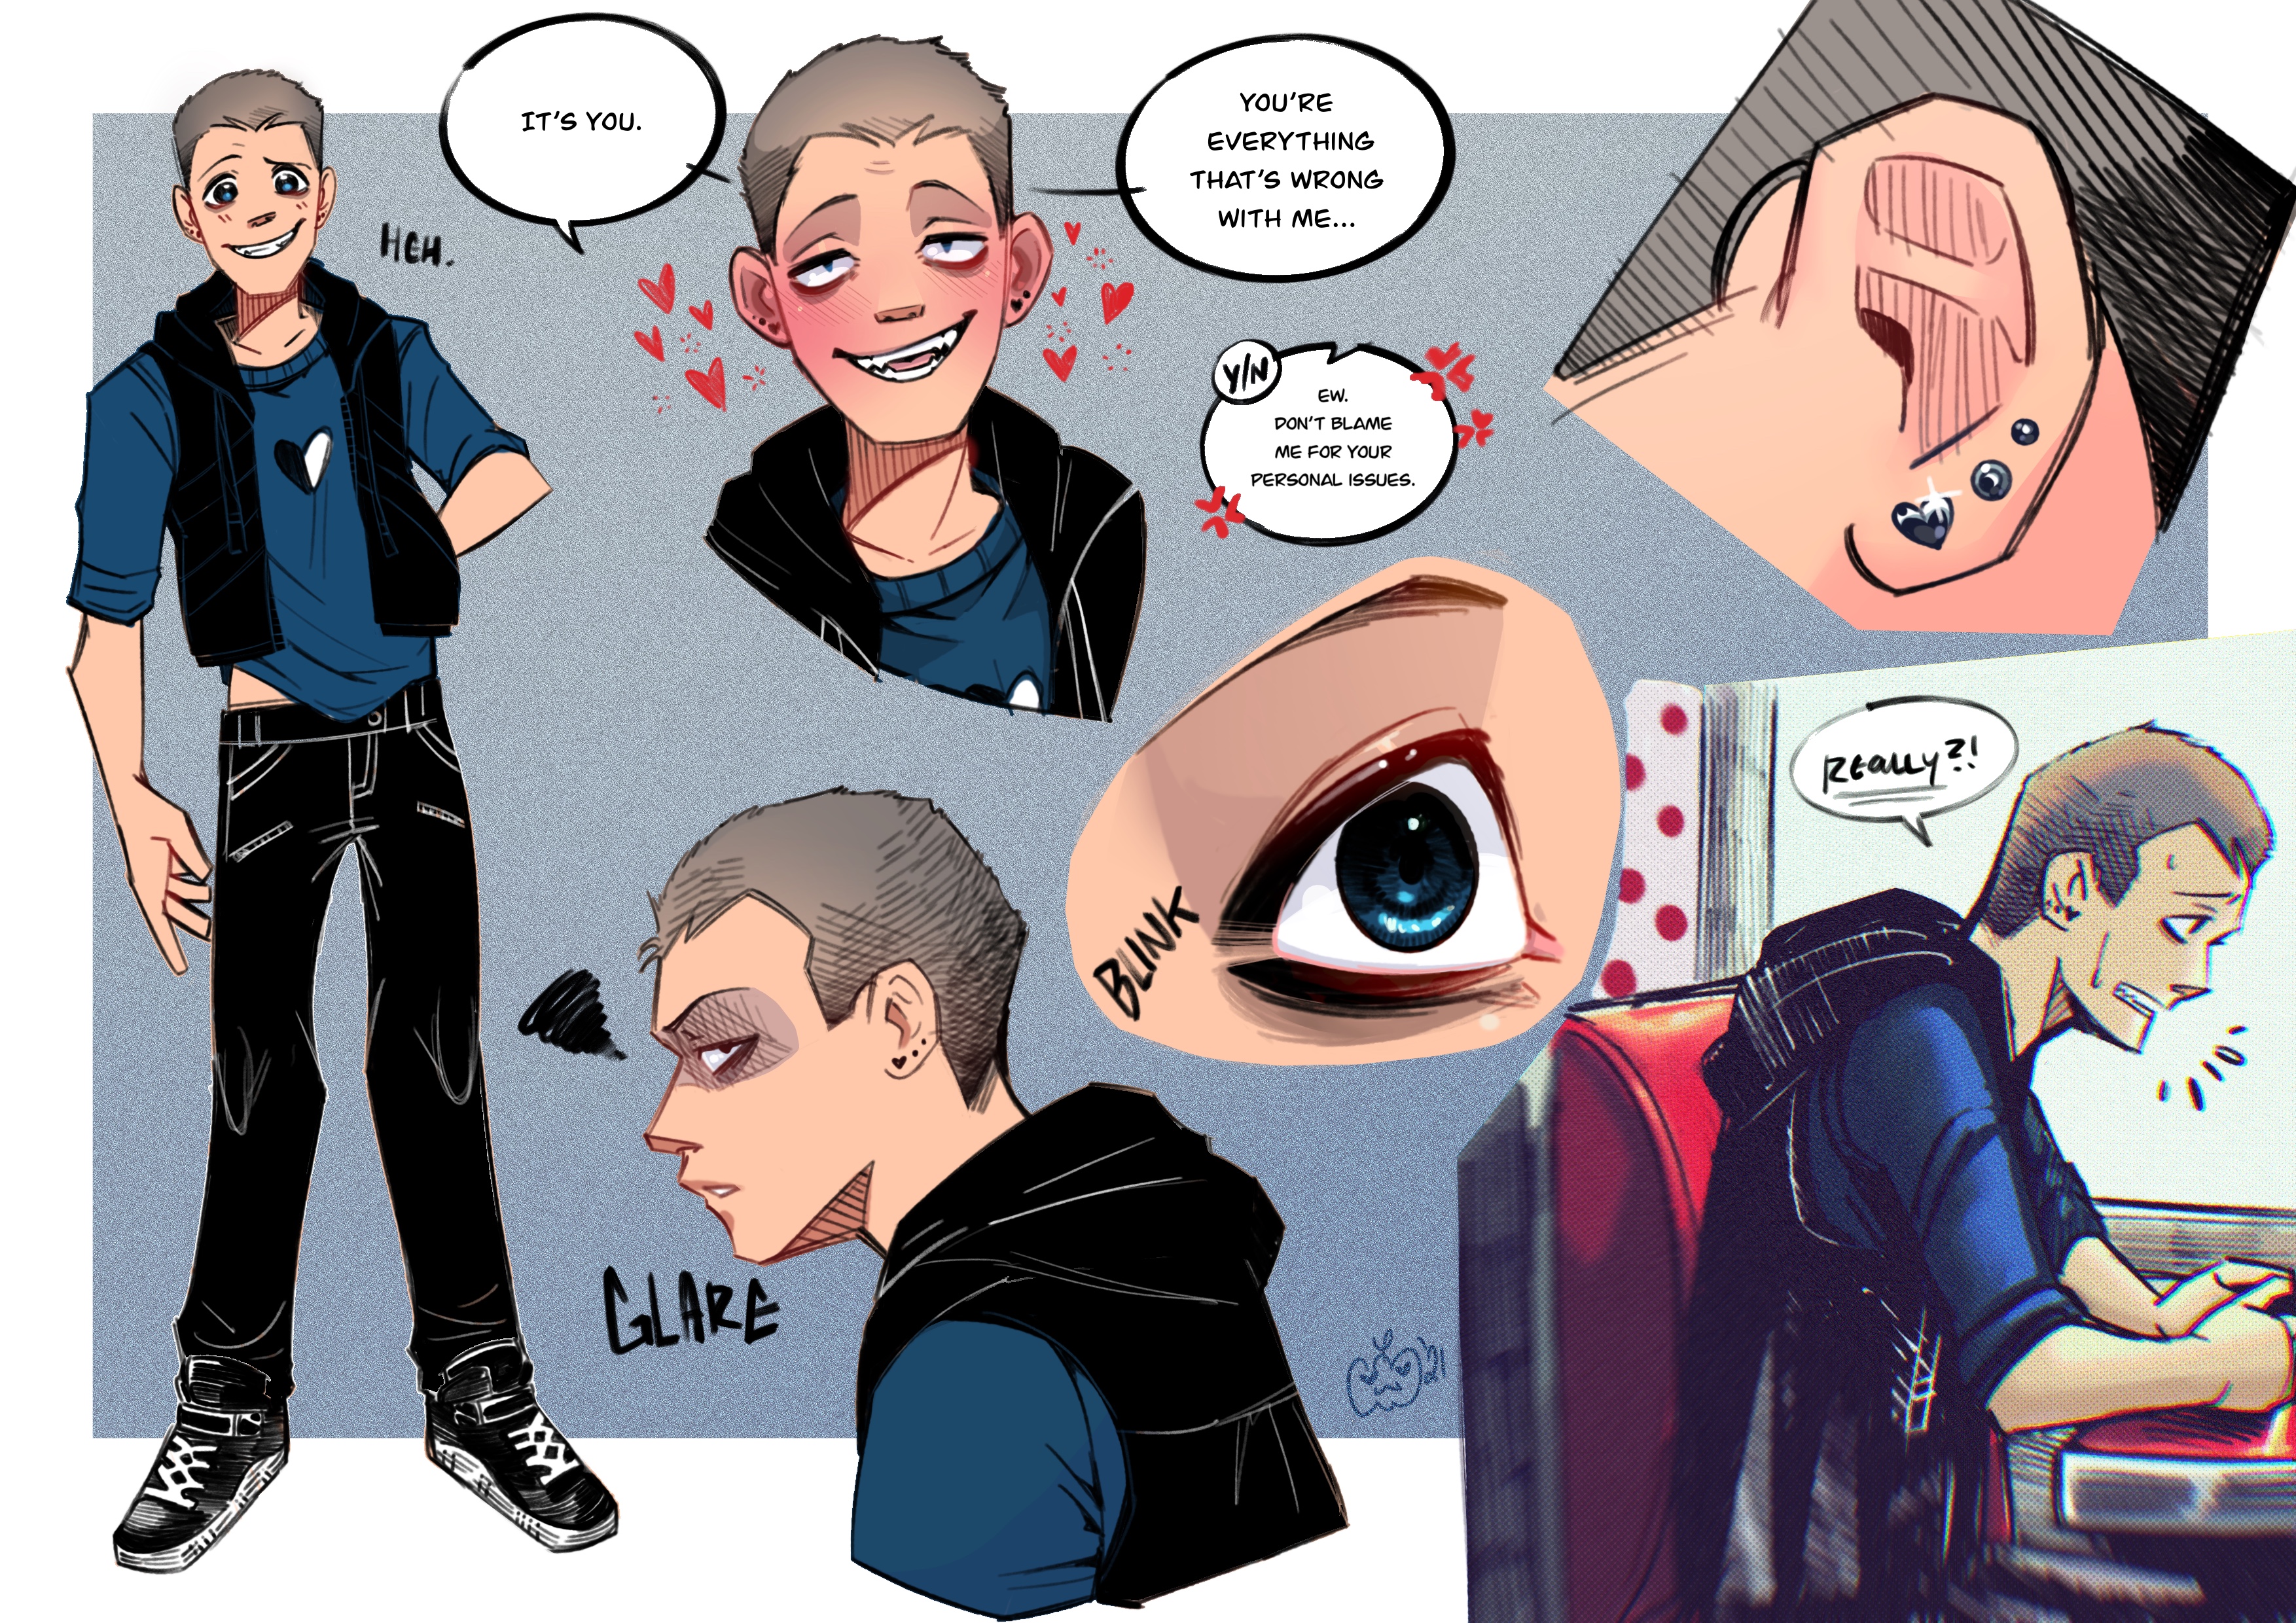 IT'S YOU.
YOU'RE
EVERYTHING
THAT'S WRONG
WITH ME...
HEH.
Y/N
EW.
DON'T BLAME
ME FOR YOUR
PERSONAL ISSUES.
REALLY?!
BLINK
GLARE
'21